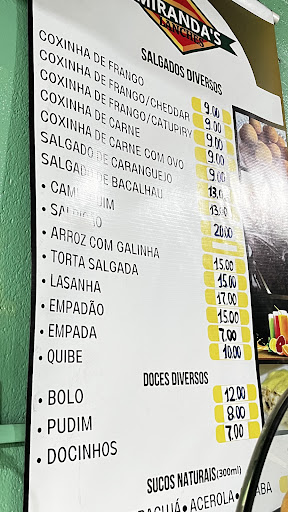 MIRANDA'S
LANCHES
SALGADOS DIVERSOS
COXINHA DE FRANGO 9,00
COXINHA DE FRANGO/CHEDDAR 9,00
COXINHA DE FRANGO/CATUPIRY 9,00
COXINHA DE CARNE 9,00
COXINHA DE CARNE COM OVO 9,00
SALGADO DE CARANGUEJO 13,00
SALGADO DE BACALHAU 13,00
• 20,00
•
• ARROZ COM GALINHA 15,00
• TORTA SALGADA 15,00
• LASANHA 17,00
• EMPADÃO 15,00
• EMPADA 7,00
• QUIBE 10,00
DOCES DIVERSOS
• BOLO 12,00
• PUDIM 8,00
• DOCINHOS 7,00
SUCOS NATURAIS (300ml)
• ACEROLA •